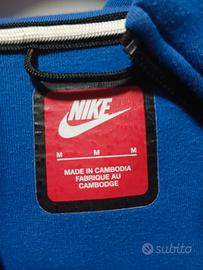 NIKE
M M M
MADE IN CAMBODIA
FABRIQUE AU
CAMBODGE
subito